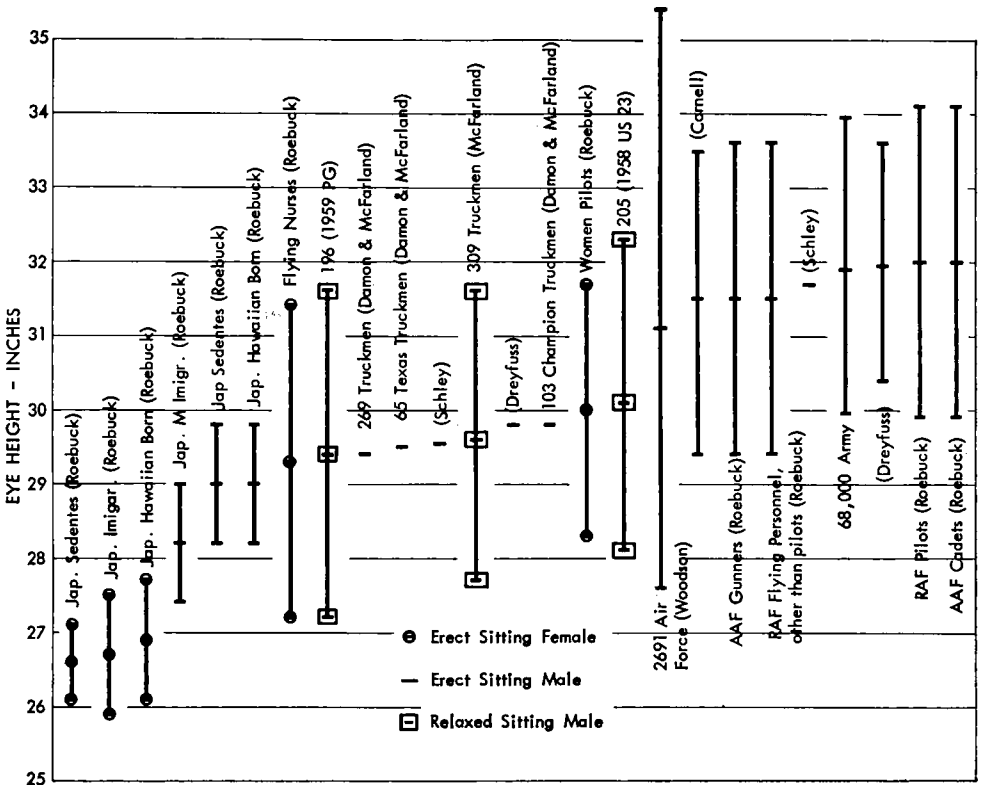 35
34
33
32
31
30
29
28
27
26
25
EYE HEIGHT - INCHES
Jap. Sedentes (Roebuck)
Jap. Imigar. (Roebuck)
Jap. Hawaiian Born (Roebuck)
Jap. M Imigr. (Roebuck)
Jap Sedentes (Roebuck)
Jap. Hawaiian Born (Roebuck)
Flying Nurses (Roebuck)
196 (1959 PG)
269 Truckmen (Damon & McFarland)
65 Texas Truckmen (Damon & McFarland)
(Schley)
309 Truckmen (McFarland)
(Dreyfuss)
103 Champion Truckmen (Damon & McFarland)
Women Pilots (Roebuck)
205 (1958 US 23)
2691 Air
Force (Woodson)
(Carnell)
AAF Gunners (Roebuck)
RAF Flying Personnel,
other than pilots (Roebuck)
(Schley)
68,000 Army
(Dreyfuss)
RAF Pilots (Roebuck)
AAF Cadets (Roebuck)
Erect Sitting Female
Erect Sitting Male
Relaxed Sitting Male